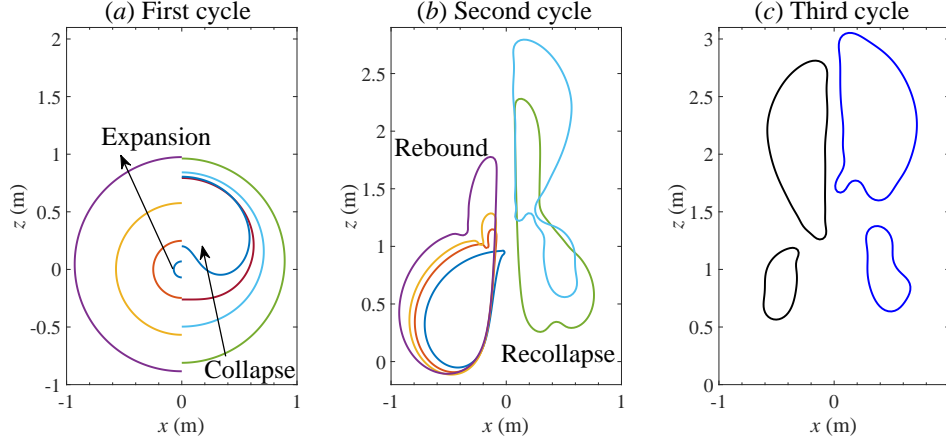 (a) First cycle
(b) Second cycle
(c) Third cycle
2
1.5
1
0.5
0
-0.5
-1
z (m)
-1
0
1
x (m)
Expansion
Collapse
2.5
2
1.5
1
0.5
0
z (m)
-1
0
1
x (m)
Rebound
Recollapse
3
2.5
2
1.5
1
0.5
0
z (m)
-1
0
1
x (m)